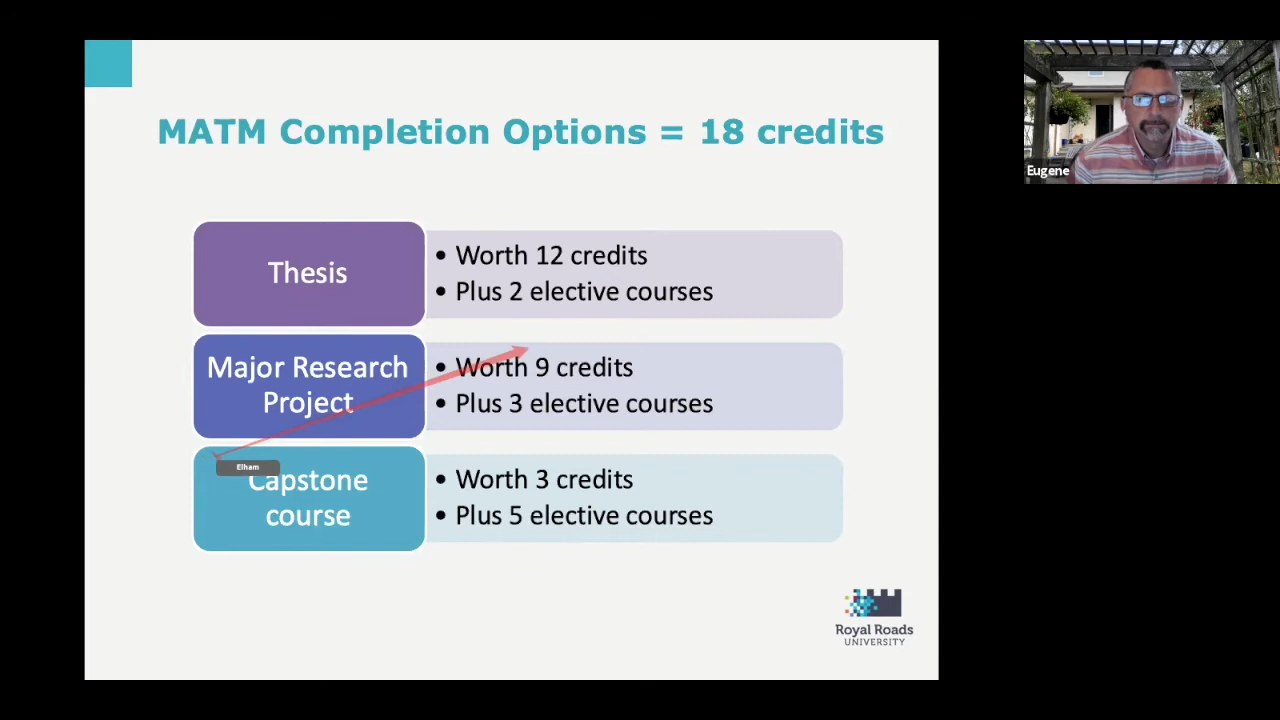 MATM Completion Options = 18 credits
Eugene
Thesis
• Worth 12 credits
• Plus 2 elective courses
Major Research
Project
• Worth 9 credits
• Plus 3 elective courses
Elham
Capstone
course
• Worth 3 credits
• Plus 5 elective courses
Royal Roads
UNIVERSITY